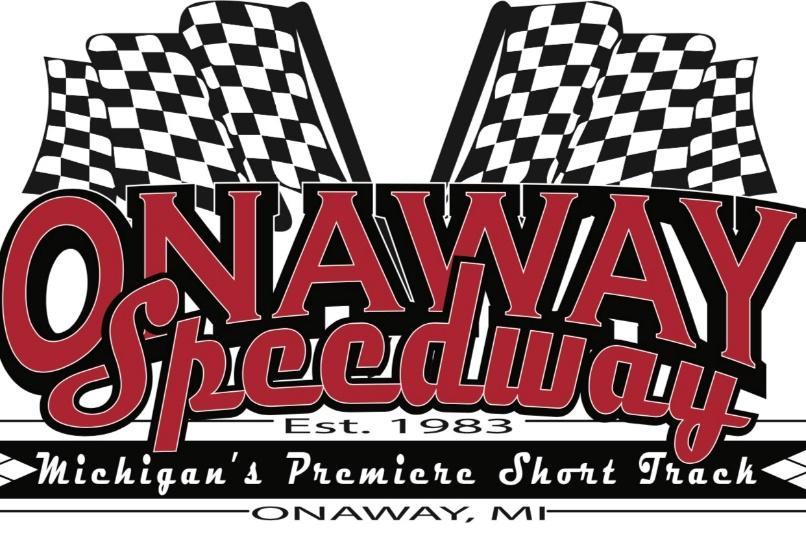 ONAWAY
Speedway
Est. 1983
Michigan's Premiere Short Track
ONAWAY, MI